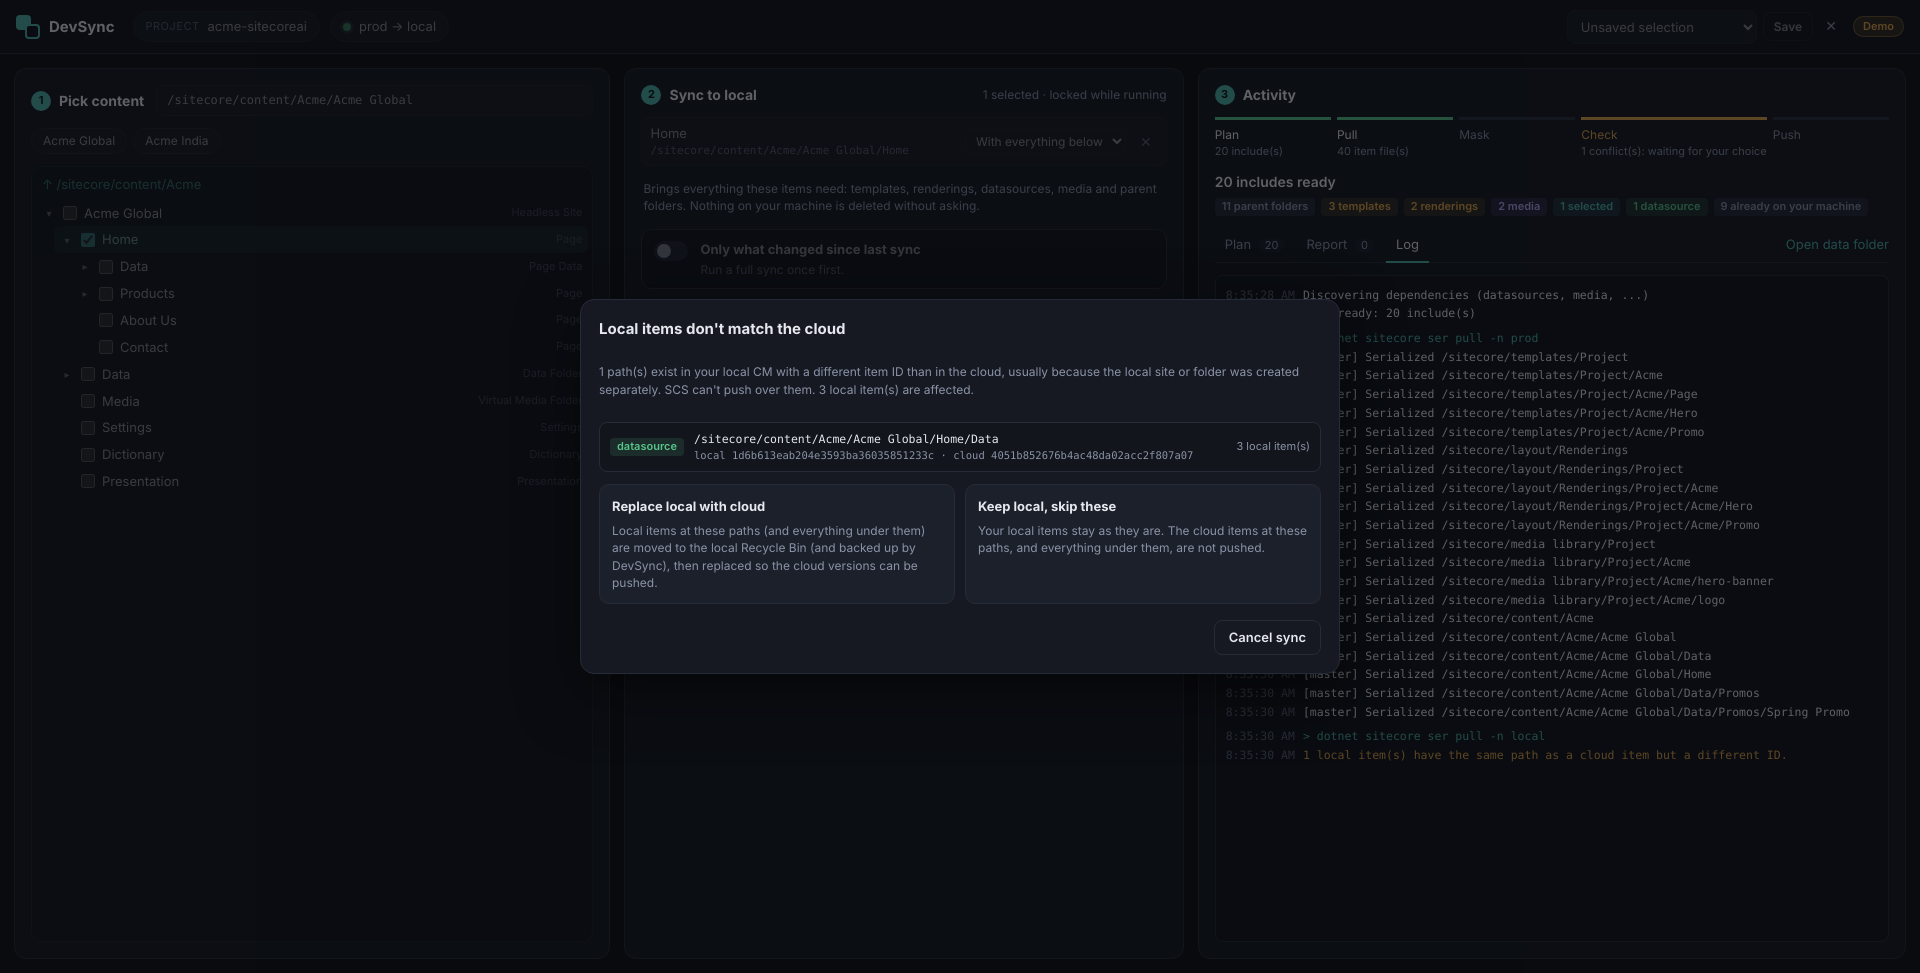 DevSync
PROJECT acme-sitecoreai
prod → local
Unsaved selection
Save
×
Demo
1 Pick content
/sitecore/content/Acme/Acme Global
Acme Global
Acme India
↑ /sitecore/content/Acme
Acme Global Headless Site
Home Page
Data Page Data
Products Page
About Us Page
Contact Page
Data Data Folder
Media Virtual Media Folder
Settings Settings
Dictionary Dictionary
Presentation Presentation
2 Sync to local
1 selected · locked while running
Home
/sitecore/content/Acme/Acme Global/Home
With everything below
×
Brings everything these items need: templates, renderings, datasources, media and parent
folders. Nothing on your machine is deleted without asking.
Only what changed since last sync
Run a full sync once first.
Local items don't match the cloud
1 path(s) exist in your local CM with a different item ID than in the cloud, usually because the local site or folder was created
separately. SCS can't push over them. 3 local item(s) are affected.
datasource
/sitecore/content/Acme/Acme Global/Home/Data
local 1d6b613eab204e3593ba36035851233c · cloud 4051b852676b4ac48da02acc2f807a07
3 local item(s)
Replace local with cloud
Local items at these paths (and everything under them)
are moved to the local Recycle Bin (and backed up by
DevSync), then replaced so the cloud versions can be
pushed.
Keep local, skip these
Your local items stay as they are. The cloud items at these
paths, and everything under them, are not pushed.
Cancel sync
3 Activity
Plan
20 include(s)
Pull
40 item file(s)
Mask
Check
1 conflict(s): waiting for your choice
Push
20 includes ready
11 parent folders
3 templates
2 renderings
2 media
1 selected
1 datasource
9 already on your machine
Plan 20
Report 0
Log
Open data folder
8:35:28 AM Discovering dependencies (datasources, media, ...)
ready: 20 include(s)
net sitecore ser pull -n prod
er] Serialized /sitecore/templates/Project
er] Serialized /sitecore/templates/Project/Acme
er] Serialized /sitecore/templates/Project/Acme/Page
er] Serialized /sitecore/templates/Project/Acme/Hero
er] Serialized /sitecore/templates/Project/Acme/Promo
er] Serialized /sitecore/layout/Renderings
er] Serialized /sitecore/layout/Renderings/Project
er] Serialized /sitecore/layout/Renderings/Project/Acme
er] Serialized /sitecore/layout/Renderings/Project/Acme/Hero
er] Serialized /sitecore/layout/Renderings/Project/Acme/Promo
er] Serialized /sitecore/media library/Project
er] Serialized /sitecore/media library/Project/Acme
er] Serialized /sitecore/media library/Project/Acme/hero-banner
er] Serialized /sitecore/media library/Project/Acme/logo
er] Serialized /sitecore/content/Acme
er] Serialized /sitecore/content/Acme/Acme Global
er] Serialized /sitecore/content/Acme/Acme Global/Data
8:35:30 AM [master] Serialized /sitecore/content/Acme/Acme Global/Home
8:35:30 AM [master] Serialized /sitecore/content/Acme/Acme Global/Data/Promos
8:35:30 AM [master] Serialized /sitecore/content/Acme/Acme Global/Data/Promos/Spring Promo
8:35:30 AM > dotnet sitecore ser pull -n local
8:35:30 AM 1 local item(s) have the same path as a cloud item but a different ID.